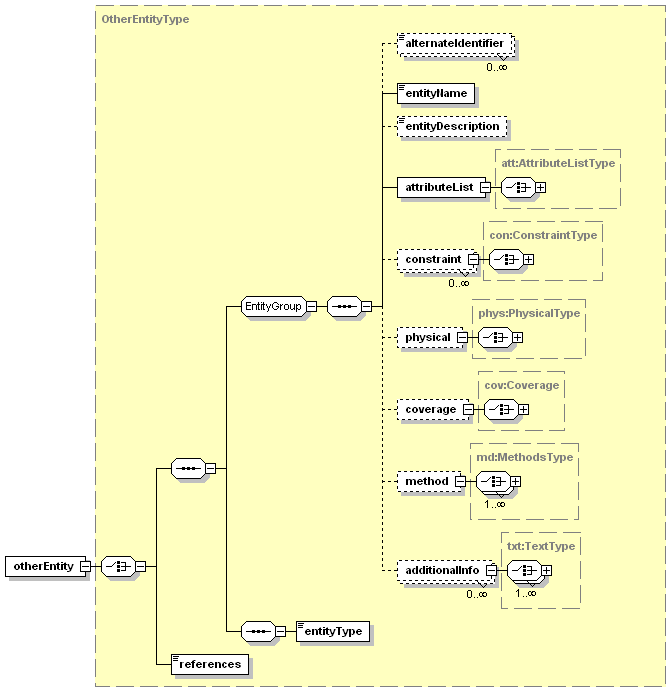 OtherEntityType
alternateIdentifier
0..∞
entityName
entityDescription
att:AttributeListType
attributeList
con:ConstraintType
constraint
0..∞
EntityGroup
phys:PhysicalType
physical
cov:Coverage
coverage
md:MethodsType
method
1..∞
txt:TextType
additionalInfo
0..∞
1..∞
otherEntity
entityType
references